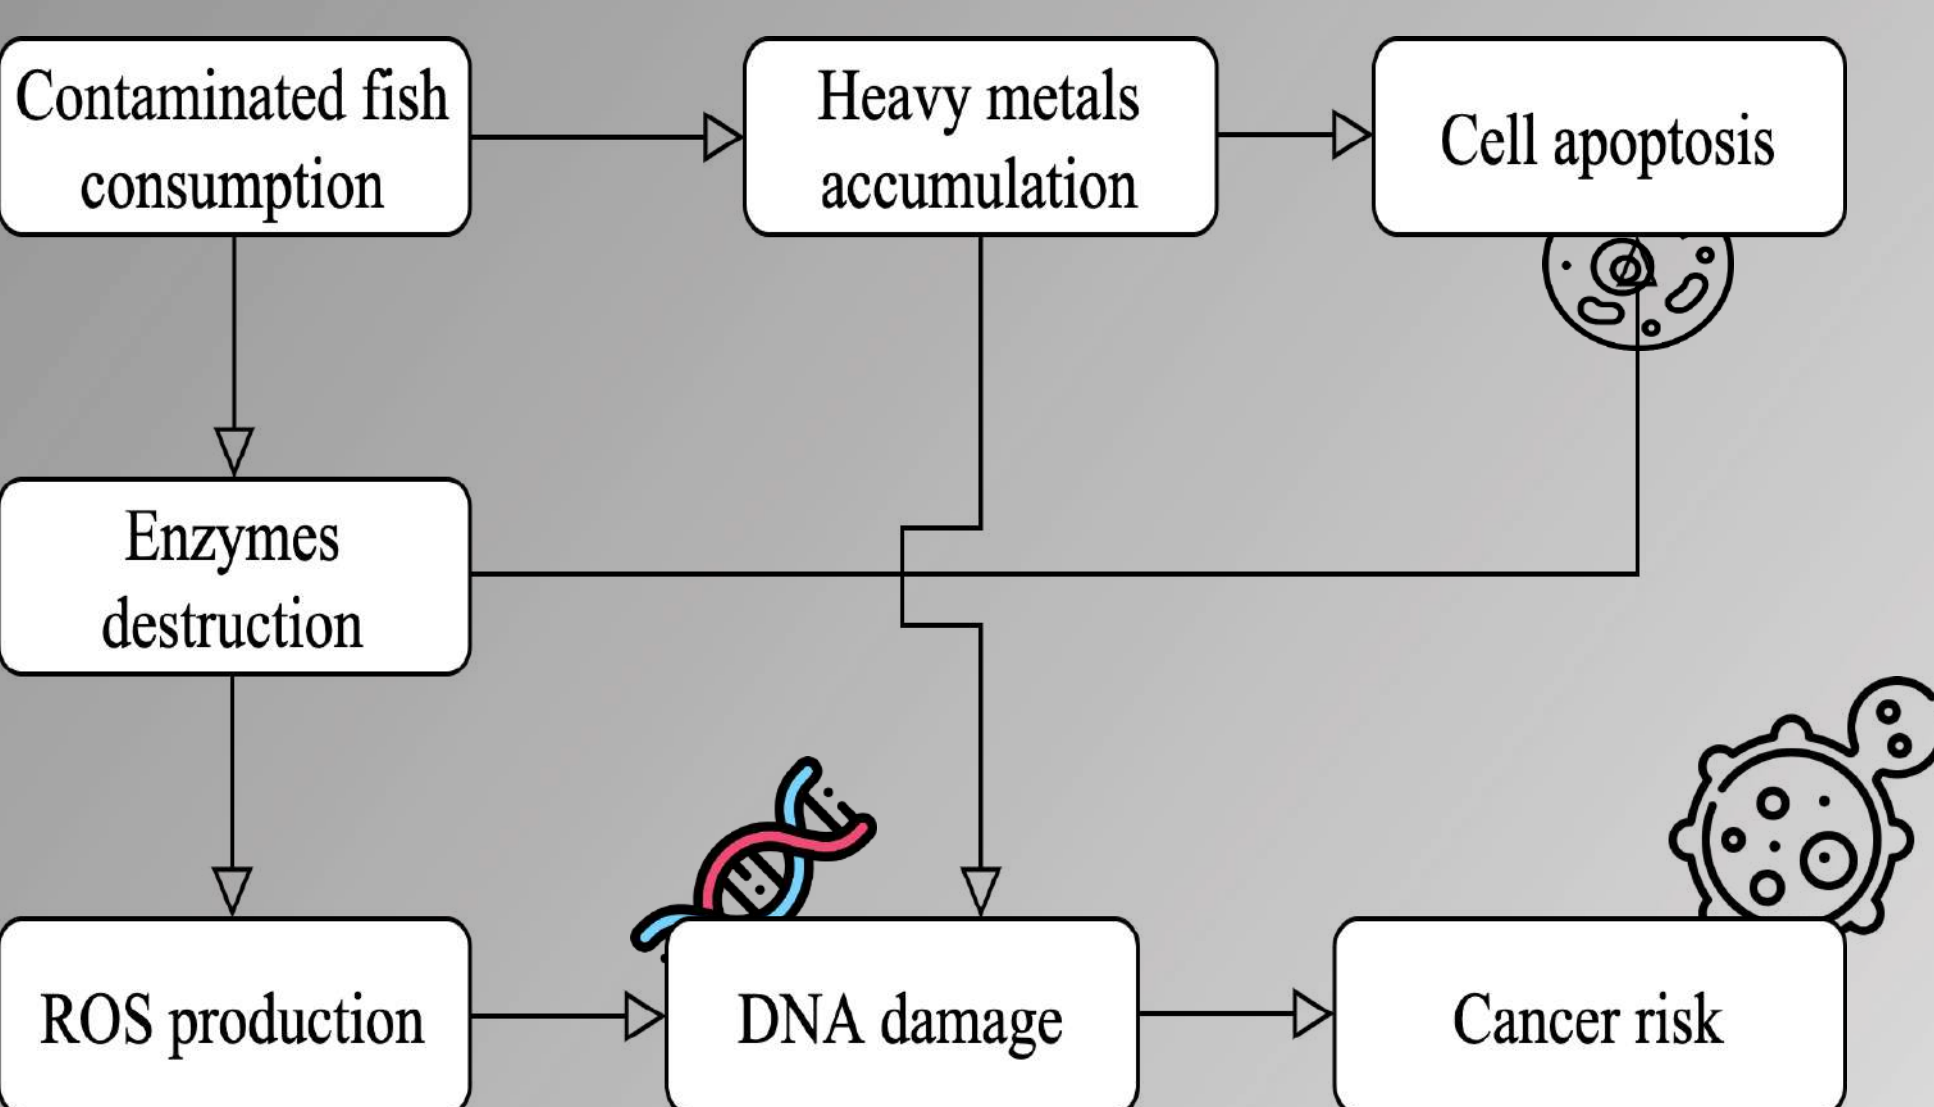 Contaminated fish
consumption
Heavy metals
accumulation
Cell apoptosis
Enzymes
destruction
ROS production
DNA damage
Cancer risk